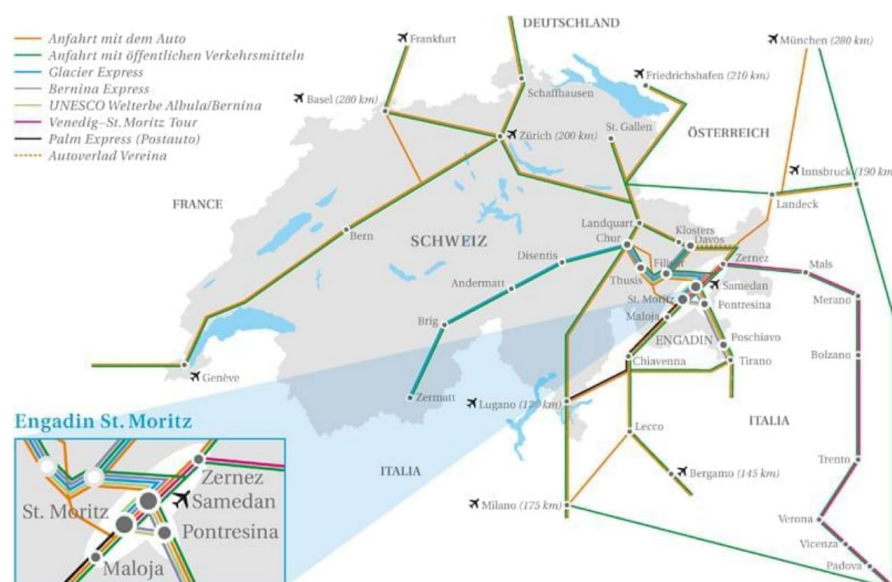 DEUTSCHLAND
Anfahrt mit dem Auto
Anfahrt mit öffentlichen Verkehrsmitteln
Glacier Express
Bernina Express
UNESCO Welterbe Albula/Bernina
Venedig–St. Moritz Tour
Palm Express (Postauto)
Autoverlad Vereina
Frankfurt
München (280 km)
Basel (280 km)
Schaffhausen
Friedrichshafen (210 km)
Zürich (200 km)
St. Gallen
ÖSTERREICH
Innsbruck (190 km
Landeck
FRANCE
Bern
SCHWEIZ
Landquart
Chur
Klosters
Davos
Disentis
Thusis
Filisur
Zernez
Mals
Andermatt
Samedan
St. Moritz
Pontresina
Merano
Brig
Maloja
ENGADIN
Poschiavo
Chiavenna
Tirano
Bolzano
Genève
Zermatt
Lugano (120 km)
ITALIA
Lecco
Engadin St. Moritz
Zernez
Samedan
St. Moritz
Pontresina
Maloja
ITALIA
Bergamo (145 km)
Trento
Milano (175 km)
Verona
Vicenza
Padova